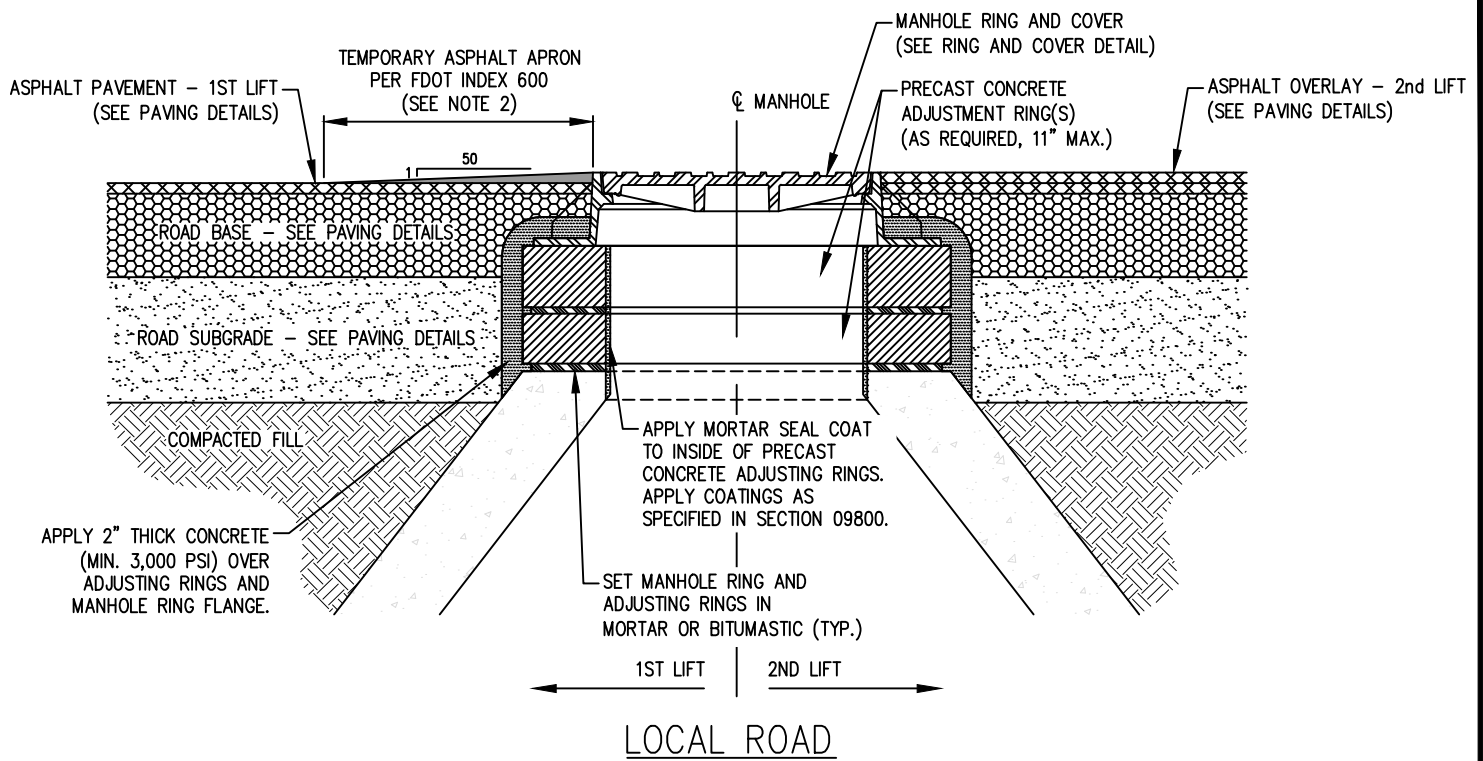 MANHOLE RING AND COVER
(SEE RING AND COVER DETAIL)
TEMPORARY ASPHALT APRON
PER FDOT INDEX 600
(SEE NOTE 2)
ASPHALT PAVEMENT – 1ST LIFT
(SEE PAVING DETAILS)
℄ MANHOLE
PRECAST CONCRETE
ADJUSTMENT RING(S)
(AS REQUIRED, 11" MAX.)
ASPHALT OVERLAY – 2nd LIFT
(SEE PAVING DETAILS)
50
1
ROAD BASE – SEE PAVING DETAILS
ROAD SUBGRADE – SEE PAVING DETAILS
COMPACTED FILL
APPLY MORTAR SEAL COAT
TO INSIDE OF PRECAST
CONCRETE ADJUSTING RINGS.
APPLY COATINGS AS
SPECIFIED IN SECTION 09800.
APPLY 2" THICK CONCRETE
(MIN. 3,000 PSI) OVER
ADJUSTING RINGS AND
MANHOLE RING FLANGE.
SET MANHOLE RING AND
ADJUSTING RINGS IN
MORTAR OR BITUMASTIC (TYP.)
1ST LIFT
2ND LIFT
LOCAL ROAD